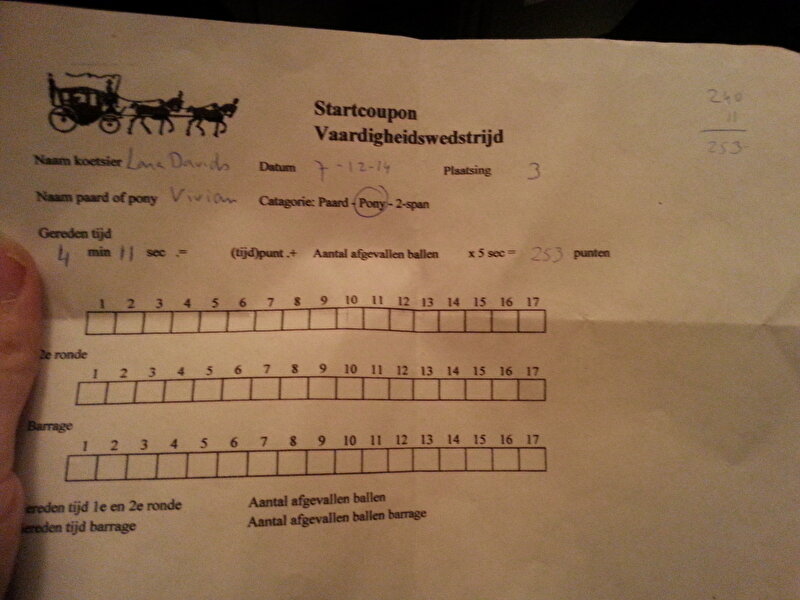 Startcoupon
Vaardigheidswedstrijd
240
11
253
Naam koetsier Lana Davids Datum 7-12-14 Plaatsing 3
Naam paard of pony Vivian Catagorie: Paard - Pony - 2-span
Gereden tijd
4 min 11 sec .= (tijd)punt .+ Aantal afgevallen ballen x 5 sec = 253 punten
1 2 3 4 5 6 7 8 9 10 11 12 13 14 15 16 17
2e ronde
1 2 3 4 5 6 7 8 9 10 11 12 13 14 15 16 17
Barrage
1 2 3 4 5 6 7 8 9 10 11 12 13 14 15 16 17
ereden tijd 1e en 2e ronde Aantal afgevallen ballen
ereden tijd barrage Aantal afgevallen ballen barrage